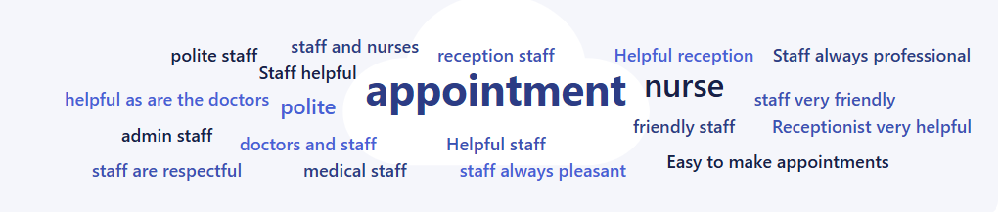 staff and nurses
polite staff
reception staff
Helpful reception
Staff always professional
Staff helpful
appointment
nurse
helpful as are the doctors
polite
staff very friendly
admin staff
friendly staff
Receptionist very helpful
doctors and staff
Helpful staff
Easy to make appointments
staff are respectful
medical staff
staff always pleasant